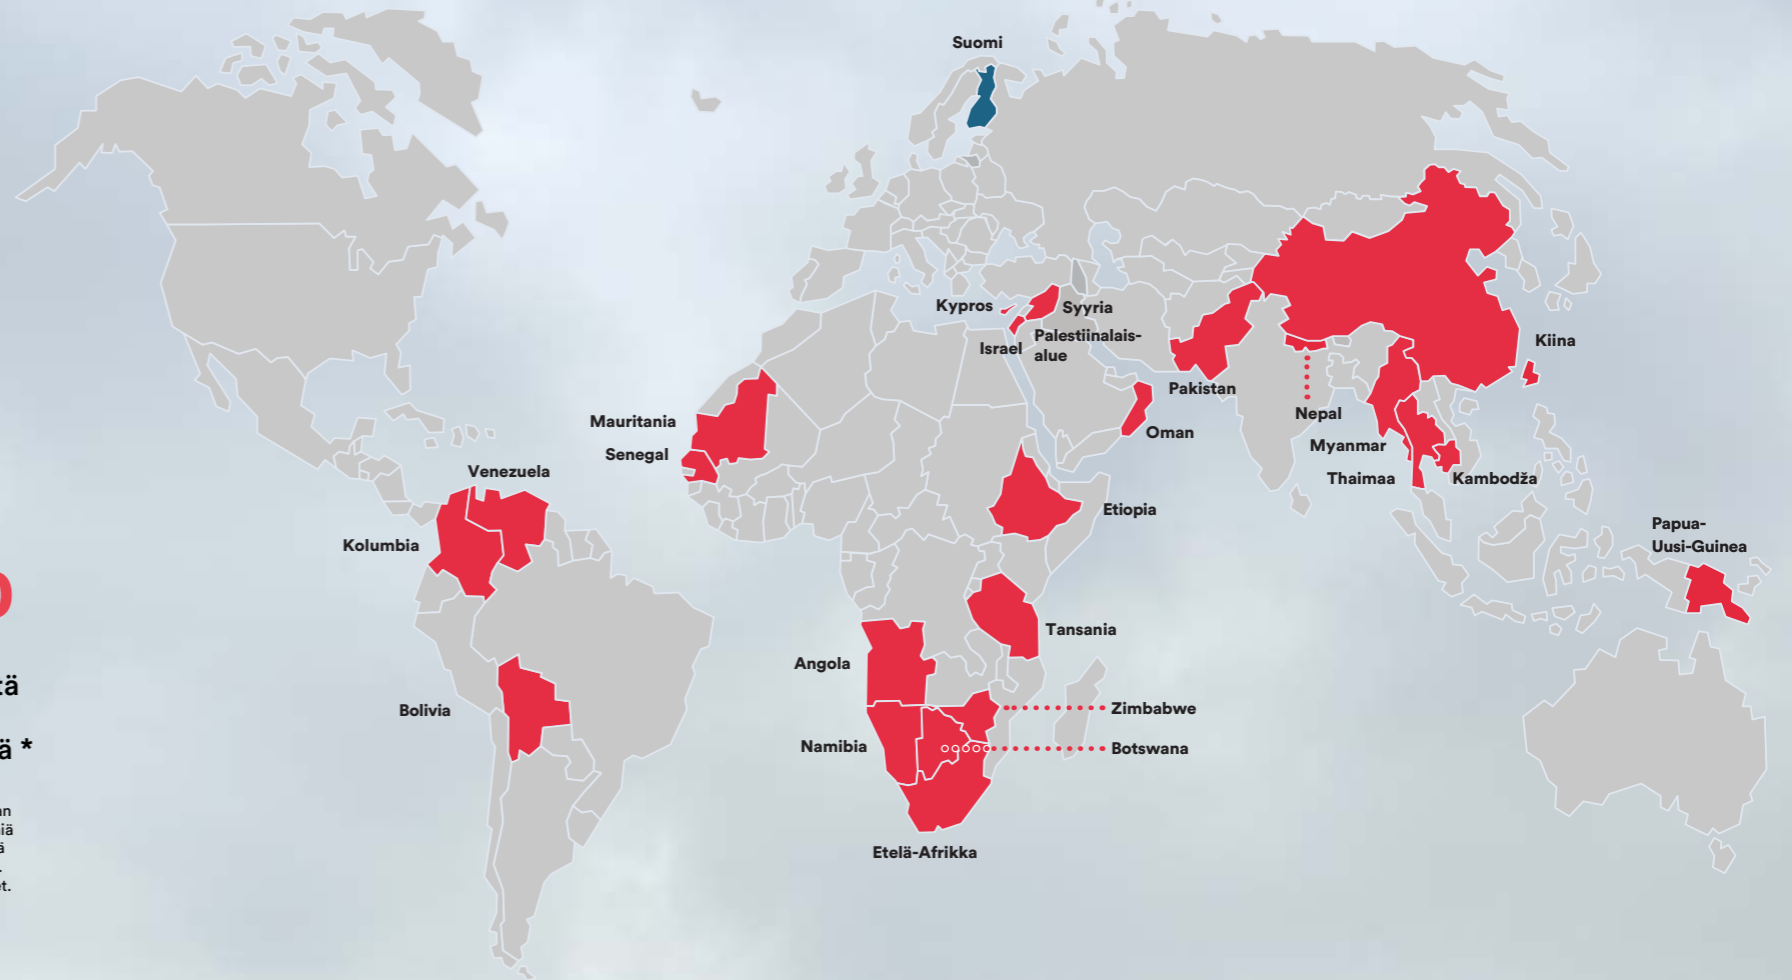 Suomi
Kypros
Syyria
Israel
Palestiinalais-
alue
Kiina
Pakistan
Nepal
Oman
Myanmar
Thaimaa
Kambodža
Mauritania
Senegal
Venezuela
Kolumbia
Etiopia
Papua-
Uusi-Guinea
Tansania
Angola
Bolivia
Zimbabwe
Namibia
Botswana
Etelä-Afrikka